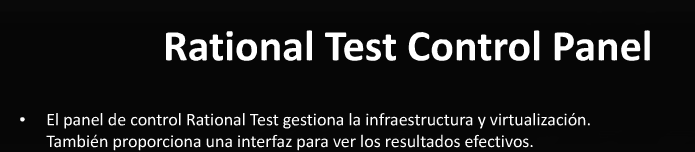 Rational Test Control Panel
• El panel de control Rational Test gestiona la infraestructura y virtualización.
También proporciona una interfaz para ver los resultados efectivos.